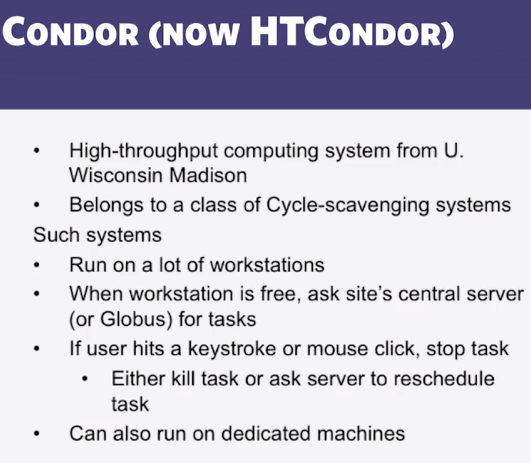 CONDOR (NOW HTCONDOR)
• High-throughput computing system from U.
Wisconsin Madison
• Belongs to a class of Cycle-scavenging systems
Such systems
• Run on a lot of workstations
• When workstation is free, ask site's central server
(or Globus) for tasks
• If user hits a keystroke or mouse click, stop task
• Either kill task or ask server to reschedule
task
• Can also run on dedicated machines